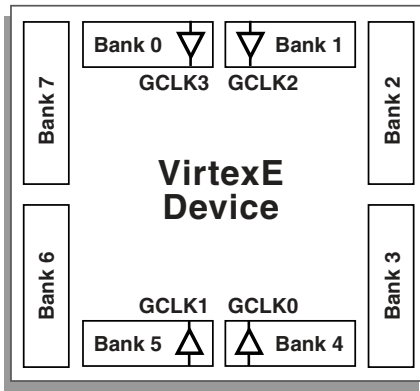 Bank 0
Bank 1
GCLK3
GCLK2
Bank 7
Bank 2
VirtexE
Device
Bank 6
Bank 3
GCLK1
GCLK0
Bank 5
Bank 4